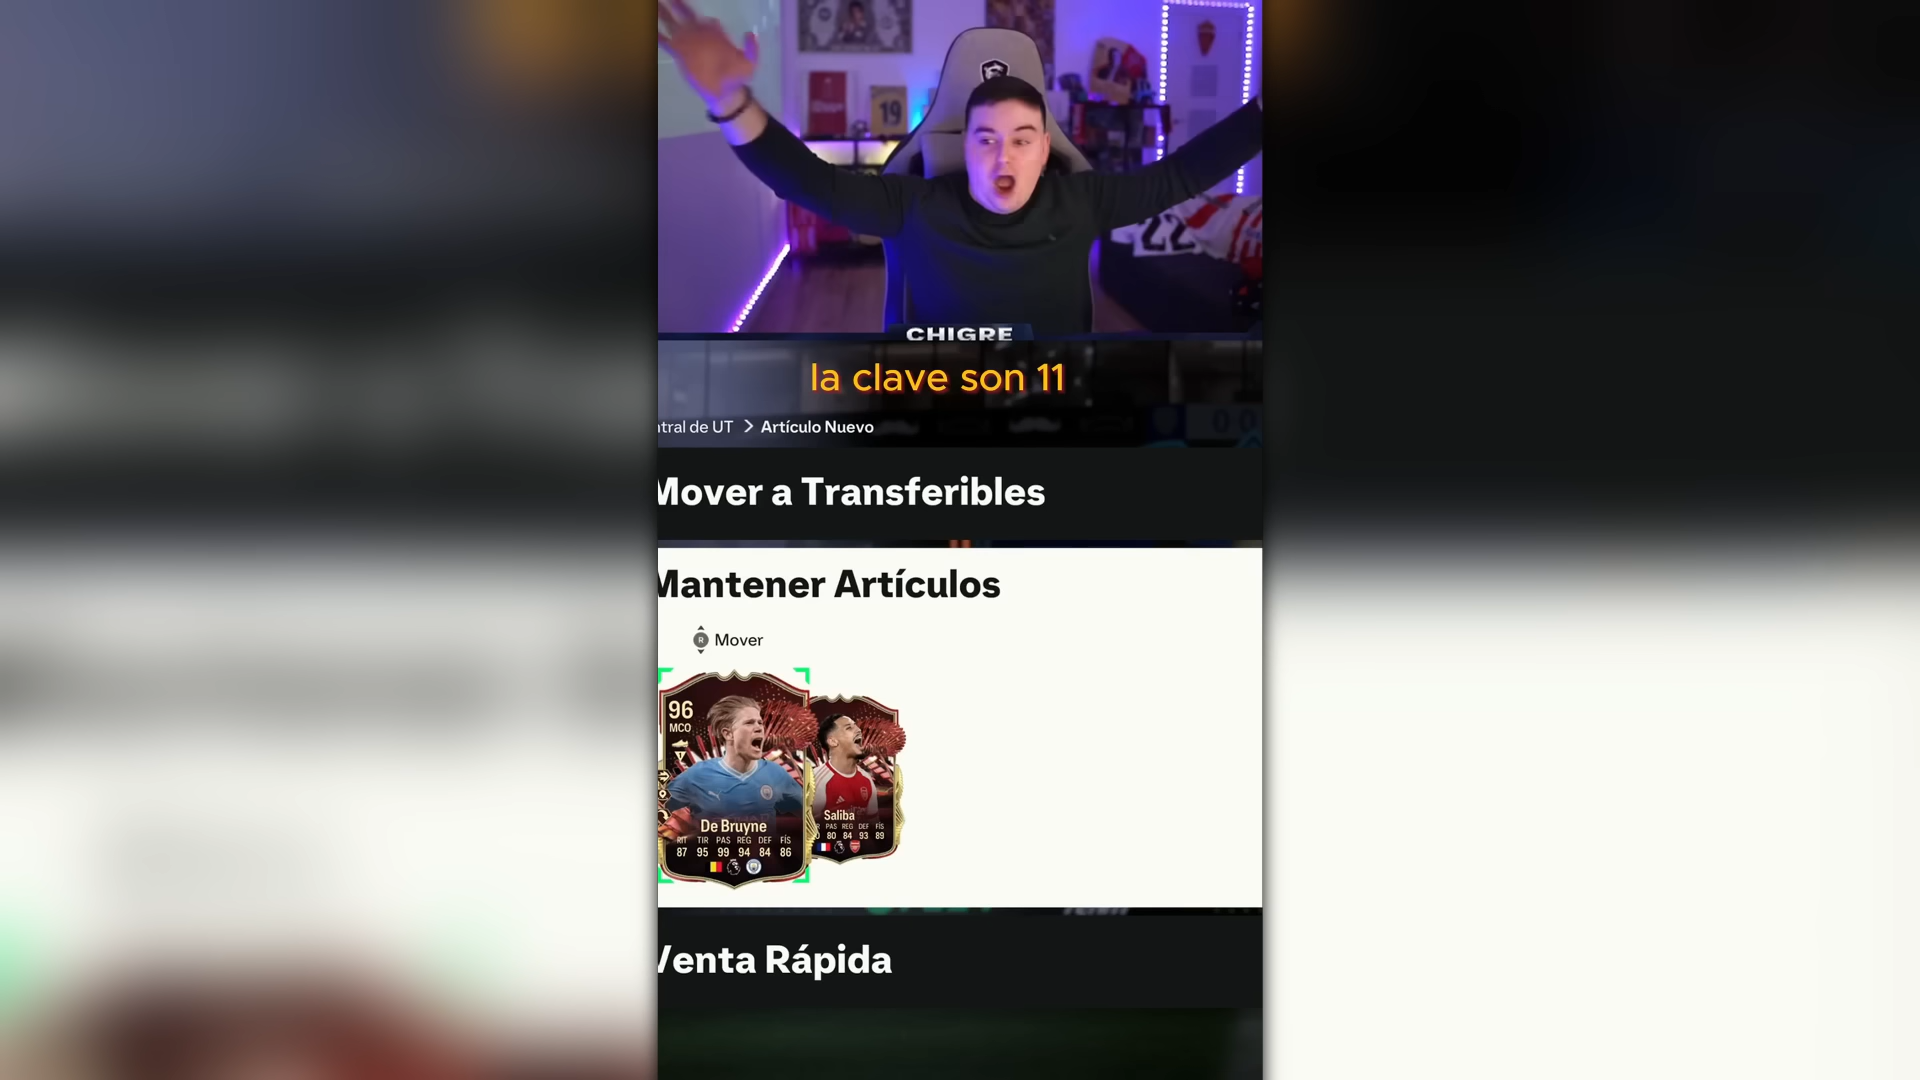 19
22
CHIGRE
la clave son 11
ntral de UT > Artículo Nuevo
Mover a Transferibles
Mantener Artículos
R Mover
96
MCO
De Bruyne
RIT TIR PAS REG DEF FÍS
87 95 99 94 84 86
Saliba
PAS REG DEF FÍS
80 84 93 89
Venta Rápida